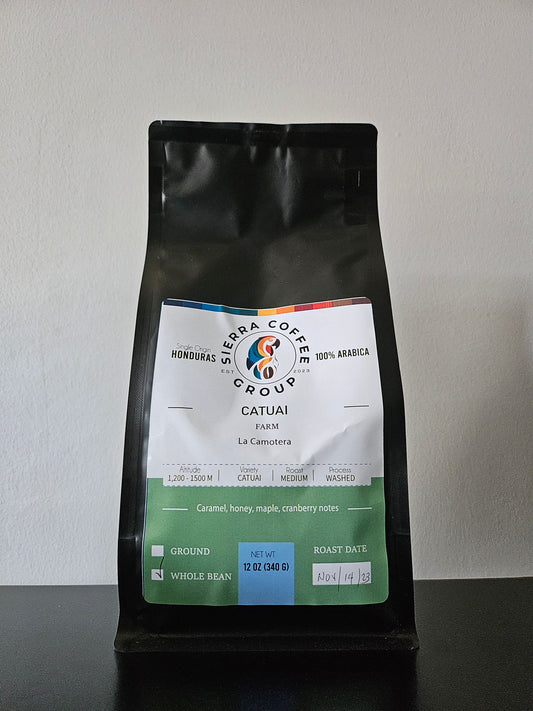 SIERRA COFFEE
GROUP
EST 2023
Single Origin
HONDURAS
100% ARABICA
CATUAI
FARM
La Camotera
Altitude
1,200 - 1500 M
Variety
CATUAI
Roast
MEDIUM
Process
WASHED
Caramel, honey, maple, cranberry notes
GROUND
WHOLE BEAN
NET WT
12 OZ (340 G)
ROAST DATE
NOV/14/23